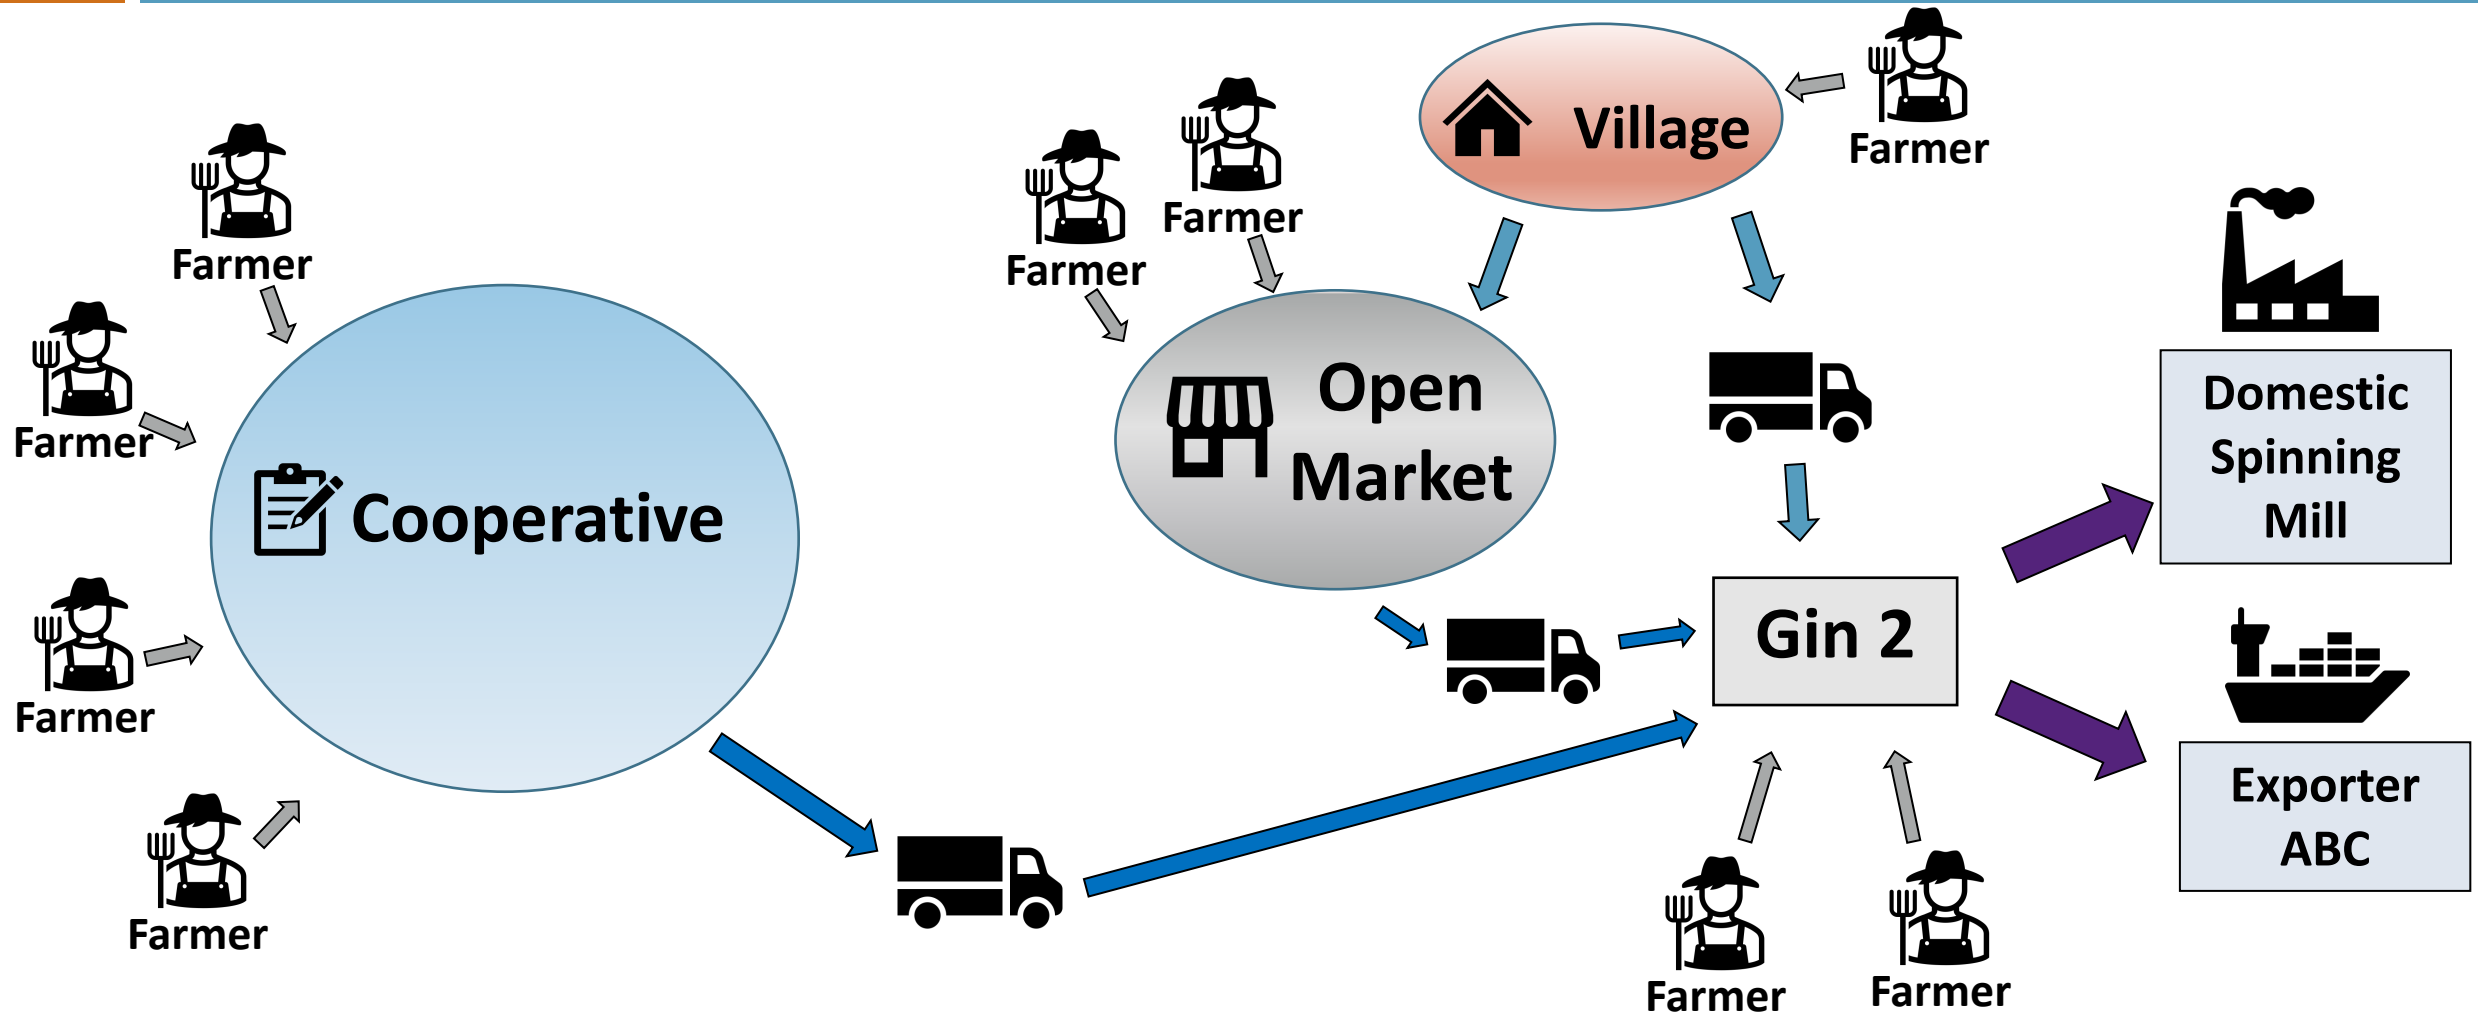 Village
Farmer
Farmer
Farmer
Farmer
Farmer
Cooperative
Open
Market
Domestic
Spinning
Mill
Gin 2
Farmer
Farmer
Exporter
ABC
Farmer
Farmer